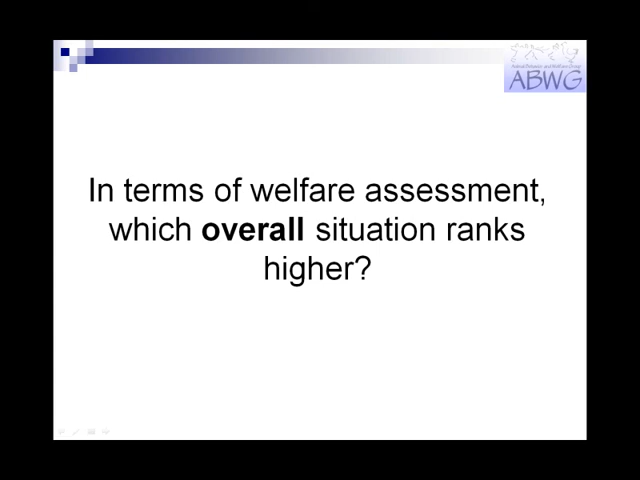 ABWG
In terms of welfare assessment,
which overall situation ranks
higher?